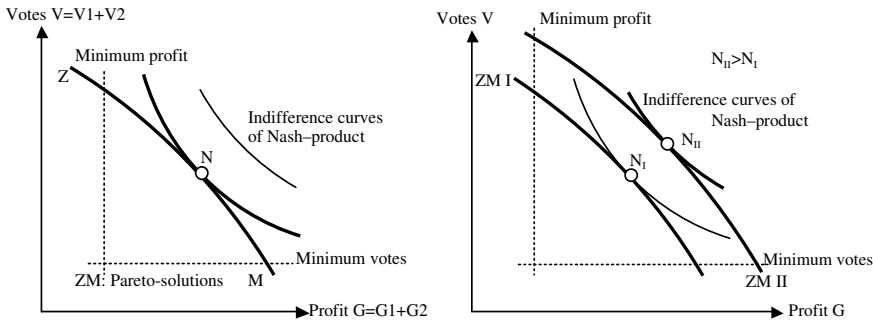 Votes V=V1+V2
Minimum profit
Z
Indifference curves
of Nash–product
N
Minimum votes
ZM: Pareto-solutions
M
Profit G=G1+G2
Votes V
Minimum profit
N_II>N_I
ZM I
Indifference curves of
Nash–product
N_II
N_I
Minimum votes
ZM II
Profit G